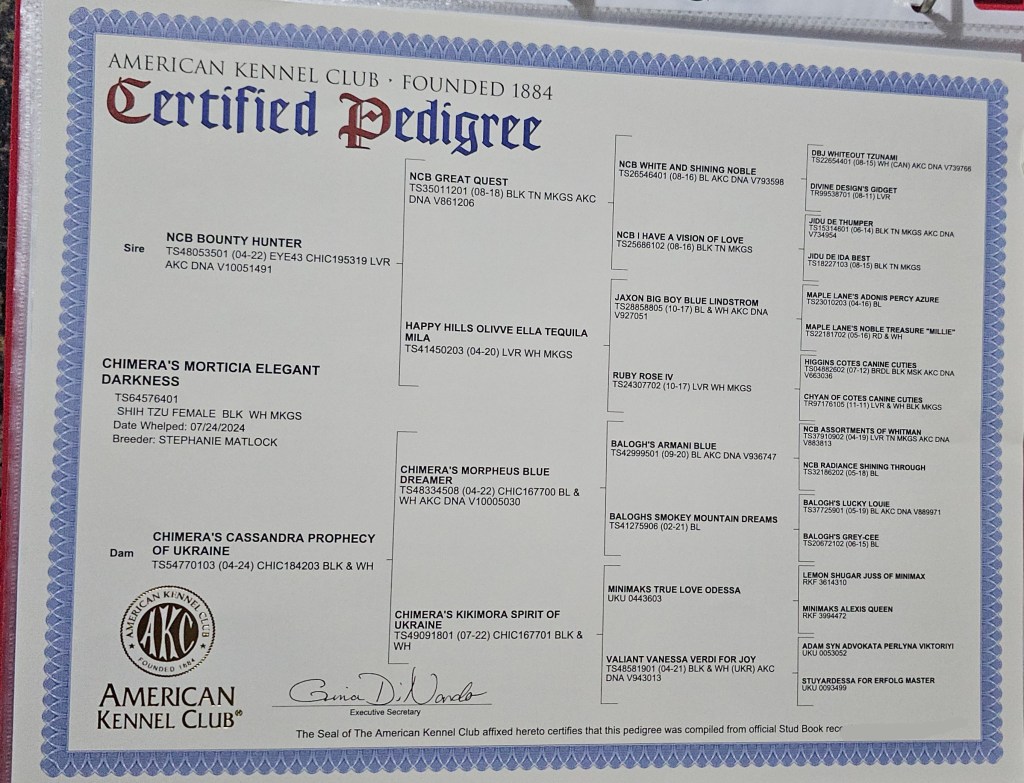 AMERICAN KENNEL CLUB · FOUNDED 1884
Certified Pedigree
Sire
NCB BOUNTY HUNTER
TS48053501 (04-22) EYE43 CHIC195319 LVR
AKC DNA V10051491
CHIMERA'S MORTICIA ELEGANT
DARKNESS
TS64576401
SHIH TZU FEMALE BLK WH MKGS
Date Whelped: 07/24/2024
Breeder: STEPHANIE MATLOCK
Dam
CHIMERA'S CASSANDRA PROPHECY
OF UKRAINE
TS54770103 (04-24) CHIC184203 BLK & WH
NCB GREAT QUEST
TS35011201 (08-18) BLK TN MKGS AKC
DNA V861206
HAPPY HILLS OLIVVE ELLA TEQUILA
MILA
TS41450203 (04-20) LVR WH MKGS
CHIMERA'S MORPHEUS BLUE
DREAMER
TS48334508 (04-22) CHIC167700 BL &
WH AKC DNA V10005030
CHIMERA'S KIKIMORA SPIRIT OF
UKRAINE
TS49091801 (07-22) CHIC167701 BLK &
WH
NCB WHITE AND SHINING NOBLE
TS26546401 (08-16) BL AKC DNA V793598
NCB I HAVE A VISION OF LOVE
TS25686102 (08-16) BLK TN MKGS
JAXON BIG BOY BLUE LINDSTROM
TS28858805 (10-17) BL & WH AKC DNA
V927051
RUBY ROSE IV
TS24307702 (10-17) LVR WH MKGS
BALOGH'S ARMANI BLUE
TS42999501 (09-20) BL AKC DNA V936747
BALOGHS SMOKEY MOUNTAIN DREAMS
TS41275906 (02-21) BL
MINIMAKS TRUE LOVE ODESSA
UKU 0443603
VALIANT VANESSA VERDI FOR JOY
TS48581901 (04-21) BLK & WH (UKR) AKC
DNA V943013
DBJ WHITEOUT TZUNAMI
TS22654401 (08-15) WH (CAN) AKC DNA V739766
DIVINE DESIGN'S GIDGET
TR99538701 (08-11) LVR
JIDU DE THUMPER
TS15314601 (06-14) BLK TN MKGS AKC DNA
V734954
JIDU DE IDA BEST
TS18227103 (08-15) BLK TN MKGS
MAPLE LANE'S ADONIS PERCY AZURE
TS23010203 (04-16) BL
MAPLE LANE'S NOBLE TREASURE "MILLIE"
TS22181702 (05-16) RD & WH
HIGGINS COTES CANINE CUTIES
TS04882602 (07-12) BRDL BLK MSK AKC DNA
V663036
CHYAN OF COTES CANINE CUTIES
TR97176105 (11-11) LVR & WH BLK MKGS
NCB ASSORTMENTS OF WHITMAN
TS37910902 (04-19) LVR TN MKGS AKC DNA
V883813
NCB RADIANCE SHINING THROUGH
TS32186202 (05-18) BL
BALOGH'S LUCKY LOUIE
TS37725901 (05-19) BL AKC DNA V889971
BALOGH'S GREY-CEE
TS20672102 (06-15) BL
LEMON SHUGAR JUSS OF MINIMAX
RKF 3614310
MINIMAKS ALEXIS QUEEN
RKF 3994472
ADAM SYN ADVOKATA PERLYNA VIKTORIYI
UKU 0053052
STUYARDESSA FOR ERFOLG MASTER
UKU 0093499
AMERICAN KENNEL CLUB
AKC
FOUNDED 1884
AMERICAN
KENNEL CLUB®
Gina DiNardo
Executive Secretary
The Seal of The American Kennel Club affixed hereto certifies that this pedigree was compiled from official Stud Book recr